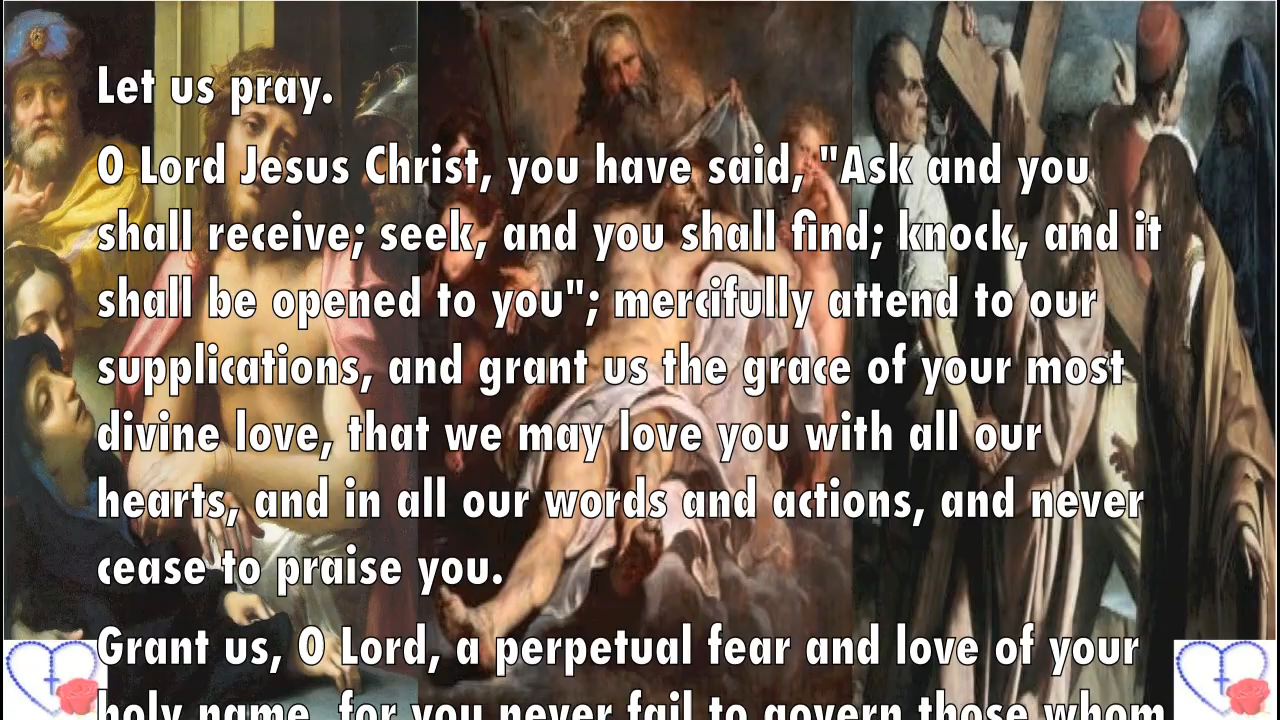 Let us pray.
O Lord Jesus Christ, you have said, "Ask and you
shall receive; seek, and you shall find; knock, and it
shall be opened to you"; mercifully attend to our
supplications, and grant us the grace of your most
divine love, that we may love you with all our
hearts, and in all our words and actions, and never
cease to praise you.
Grant us, O Lord, a perpetual fear and love of your
holy name, for you never fail to govern those whom